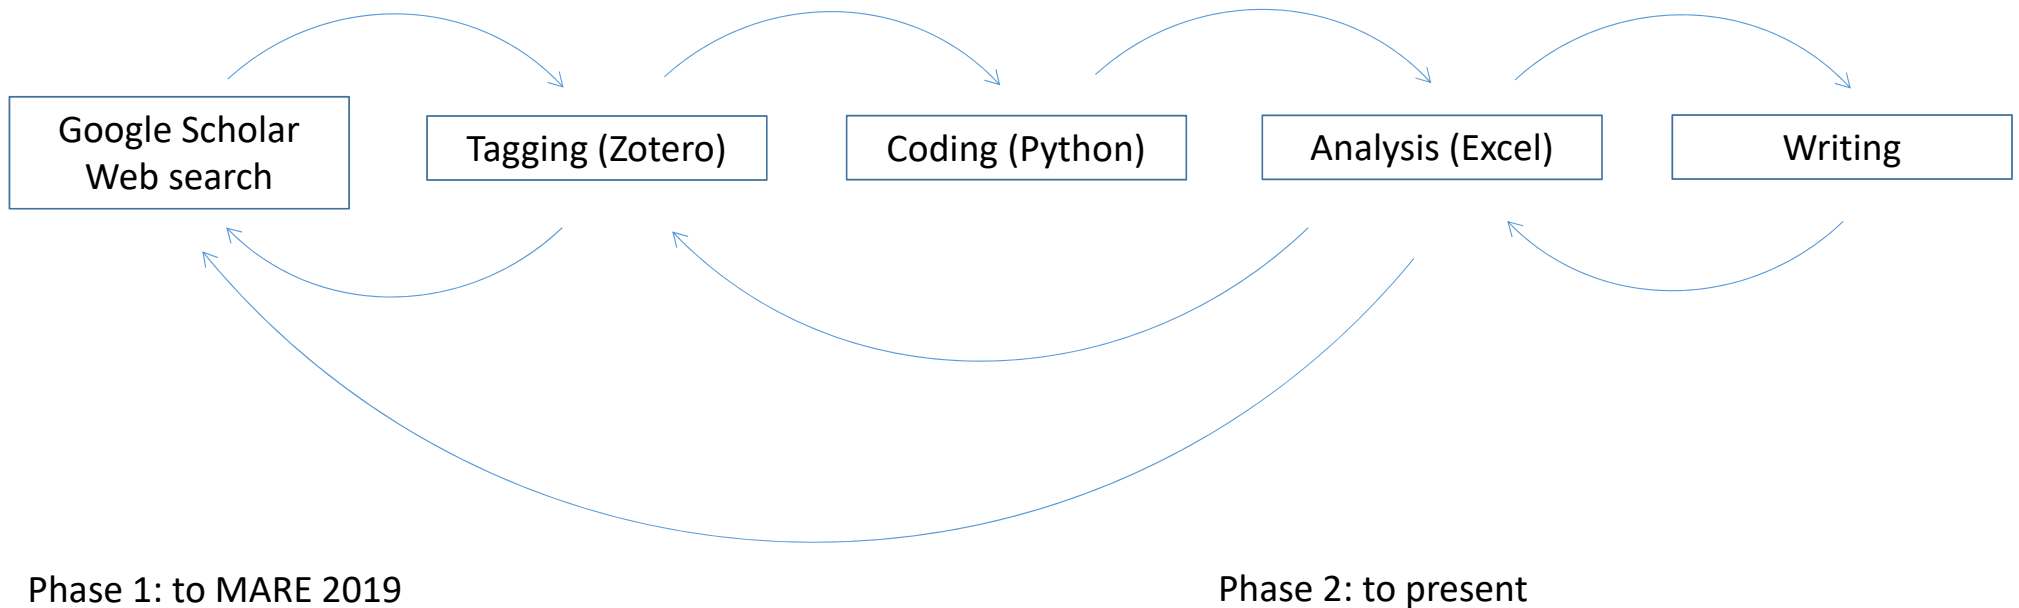 Google Scholar
Web search
Tagging (Zotero)
Coding (Python)
Analysis (Excel)
Writing
Phase 1: to MARE 2019
Phase 2: to present